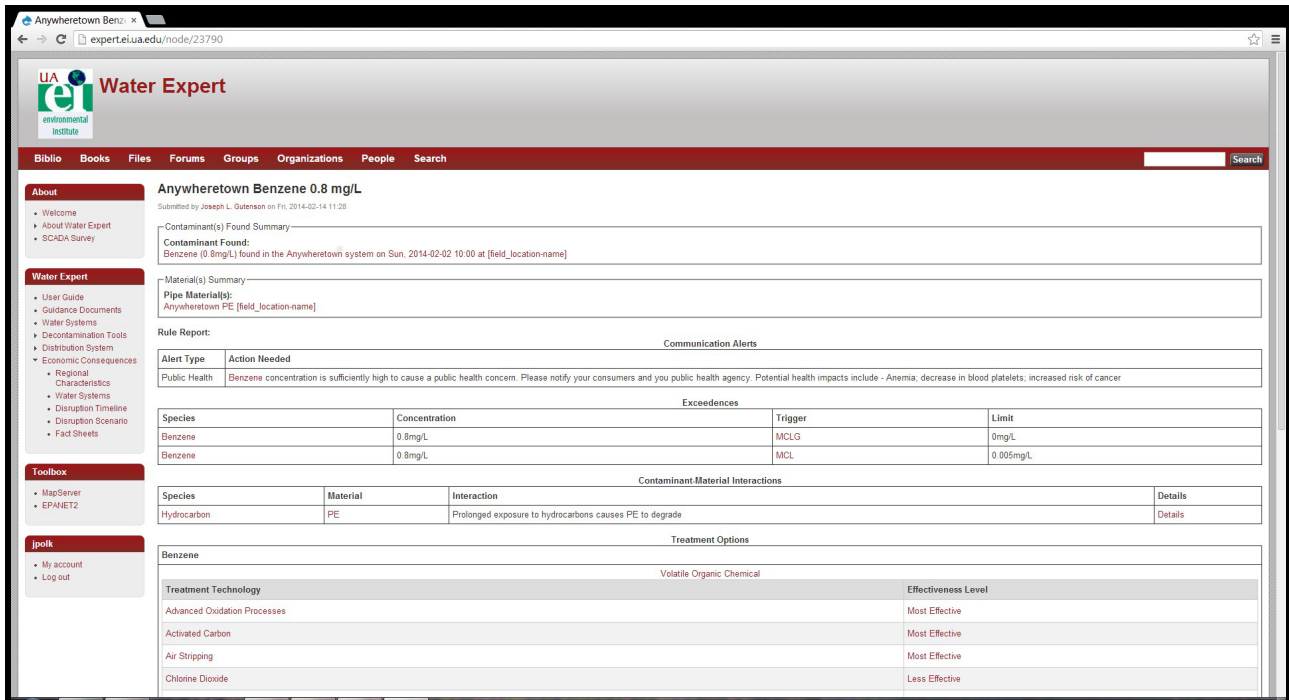 Anywheretown Benz
expert.ei.ua.edu/node/23790
UA
ei
environmental
Institute
Water Expert
Biblio Books Files Forums Groups Organizations People Search Search
About
Welcome
About Water Expert
SCADA Survey
Water Expert
User Guide
Guidance Documents
Water Systems
Decontamination Tools
Distribution System
Economic Consequences
Regional
Characteristics
Water Systems
Disruption Timeline
Disruption Scenario
Fact Sheets
Toolbox
MapServer
EPANET2
jpolk
My account
Log out
Anywheretown Benzene 0.8 mg/L
Submitted by Joseph L. Gutenson on Fri, 2014-02-14 11:28
Contaminant(s) Found Summary
Contaminant Found:
Benzene (0.8mg/L) found in the Anywheretown system on Sun, 2014-02-02 10:00 at [field_location-name]
Material(s) Summary
Pipe Material(s):
Anywheretown PE [field_location-name]
Rule Report:
Communication Alerts
Alert Type Action Needed
Public Health Benzene concentration is sufficiently high to cause a public health concern. Please notify your consumers and you public health agency. Potential health impacts include - Anemia; decrease in blood platelets; increased risk of cancer
Exceedences
Species Concentration Trigger Limit
Benzene 0.8mg/L MCLG 0mg/L
Benzene 0.8mg/L MCL 0.005mg/L
Contaminant-Material Interactions
Species Material Interaction Details
Hydrocarbon PE Prolonged exposure to hydrocarbons causes PE to degrade Details
Treatment Options
Benzene
Volatile Organic Chemical
Treatment Technology Effectiveness Level
Advanced Oxidation Processes Most Effective
Activated Carbon Most Effective
Air Stripping Most Effective
Chlorine Dioxide Less Effective